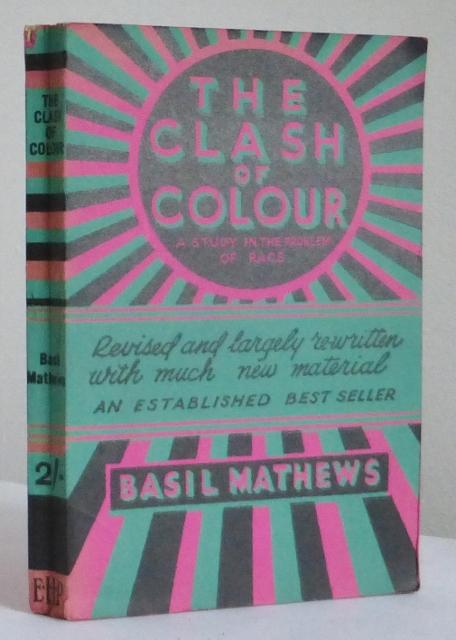 THE
CLASH
OF
COLOUR
Basil
Mathews
2/-
E·H·P
THE
CLASH
OF
COLOUR
A STUDY IN THE PROBLEM
OF RACE
Revised and largely re-written
with much new material
AN ESTABLISHED BEST SELLER
BASIL MATHEWS